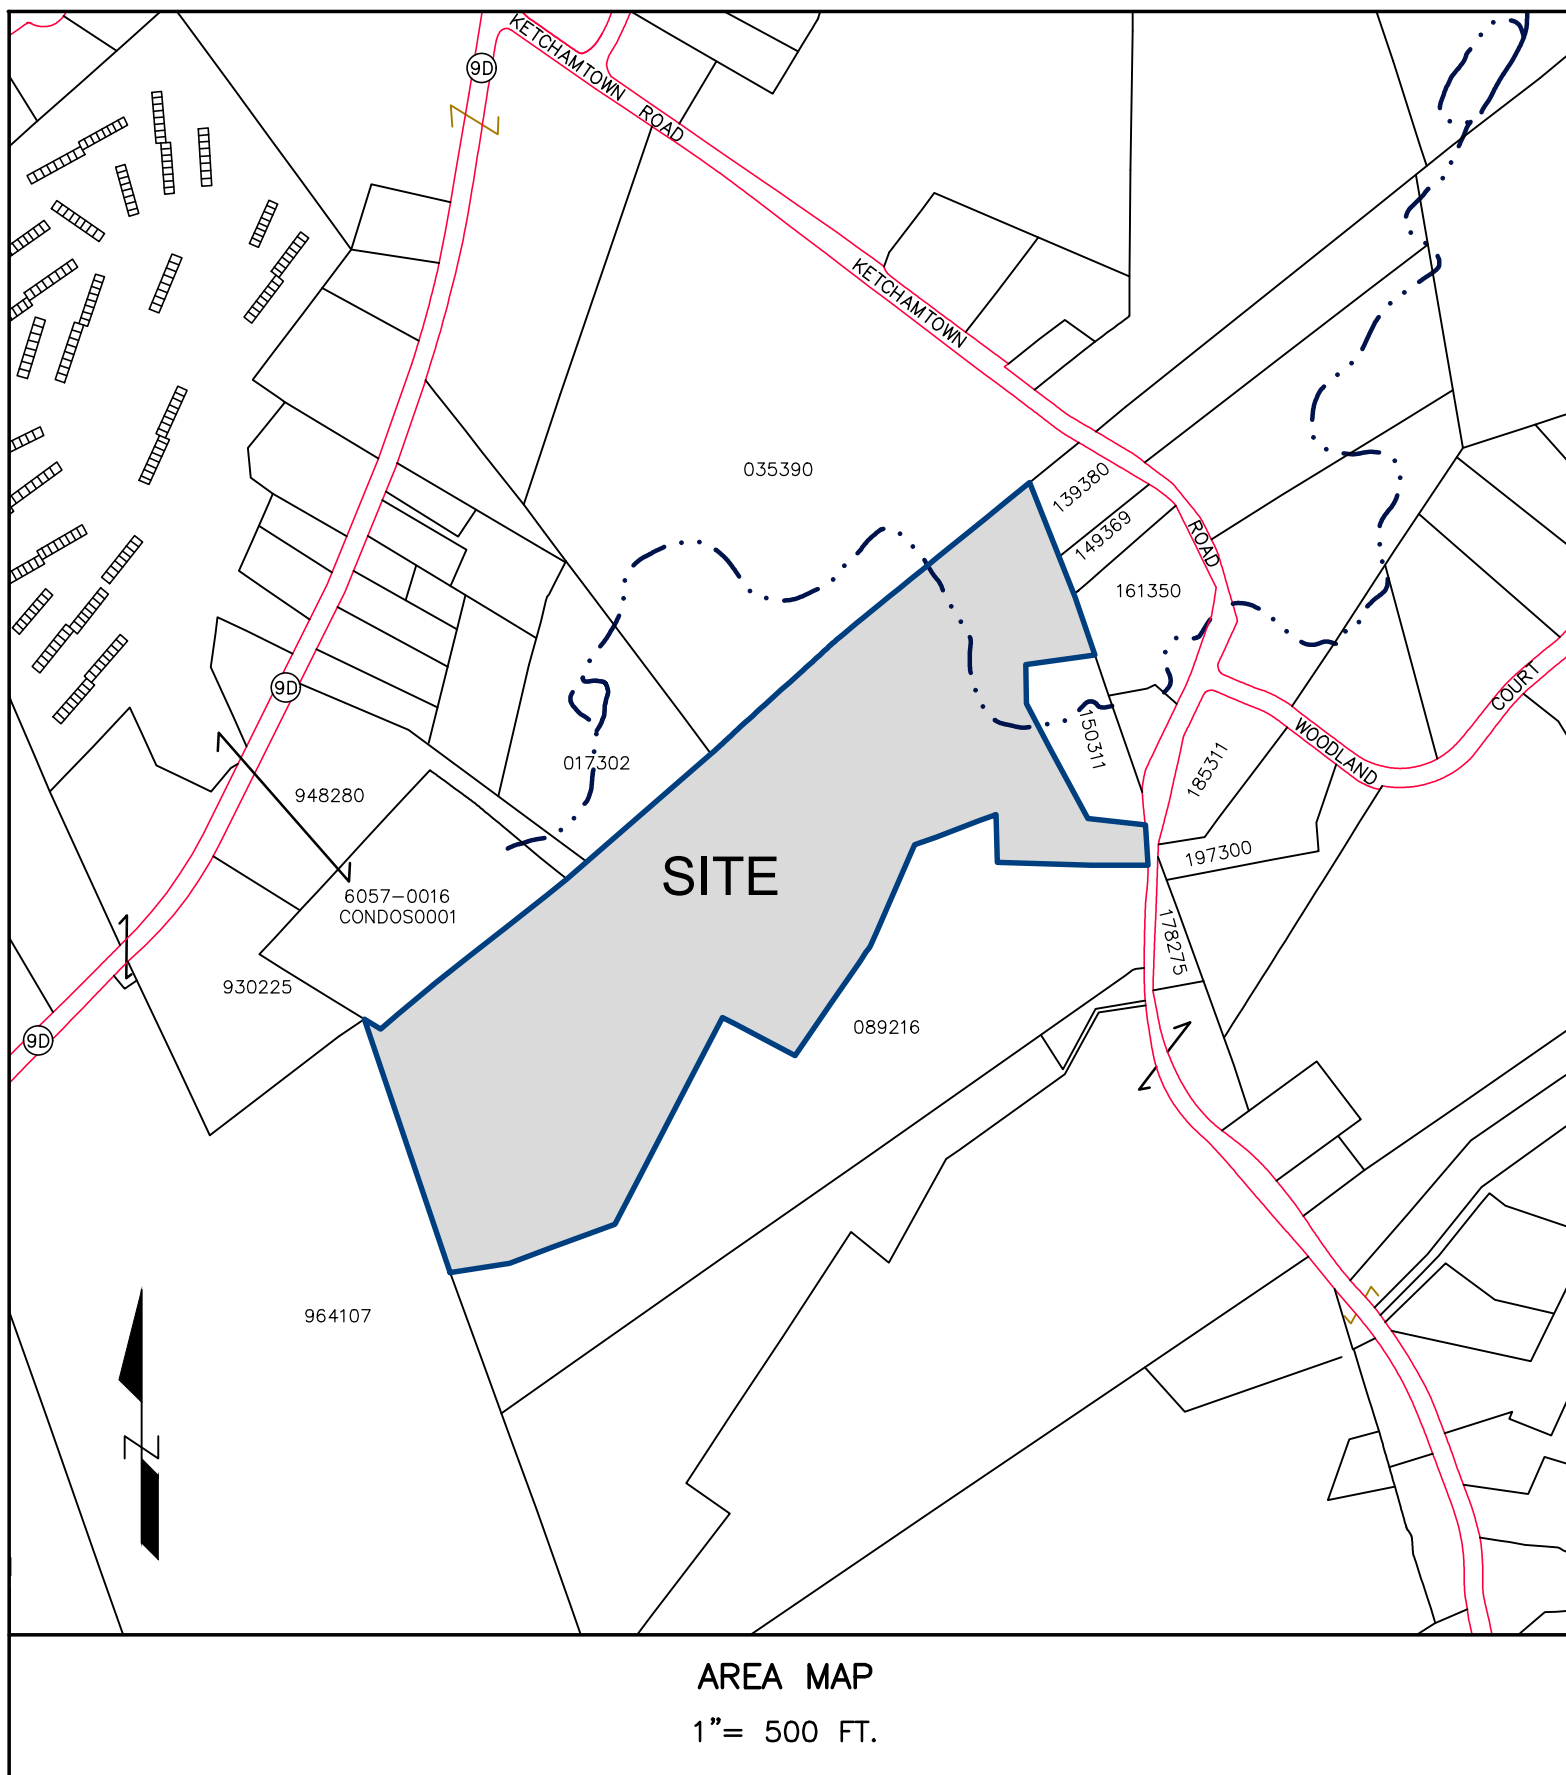 KETCHAMTOWN ROAD
9D
KETCHAMTOWN
035390
139380
149369
ROAD
161350
9D
COURT
150311
WOODLAND
017302
185311
948280
SITE
197300
6057-0016
CONDOS0001
178275
930225
089216
9D
964107
Z
AREA MAP
1"= 500 FT.